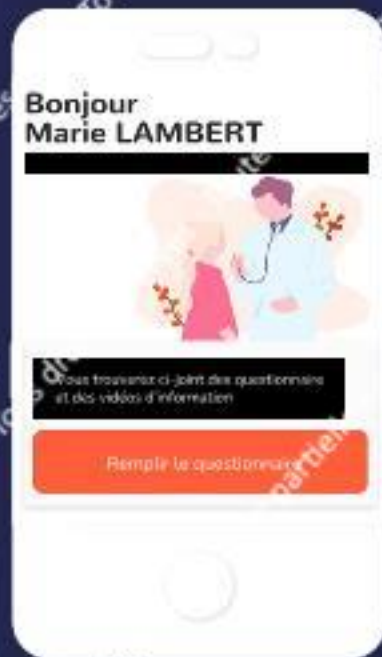 Bonjour
Marie LAMBERT
Vous trouverez ci-joint des questionnaire
et des vidéos d'information
Remplir le questionnaire